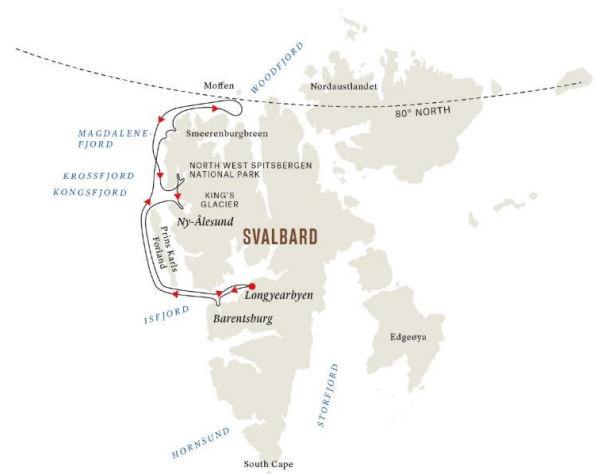 WOODFJORD
Moffen
Nordaustlandet
80° NORTH
MAGDALENE-
FJORD
Smeerenburgbreen
NORTH WEST SPITSBERGEN
NATIONAL PARK
KROSSFJORD
KONGSFJORD
KING'S
GLACIER
Ny-Ålesund
SVALBARD
Prins Karls
Forland
Longyearbyen
ISFJORD
Barentsburg
Edgeøya
STORFJORD
HORNSUND
South Cape